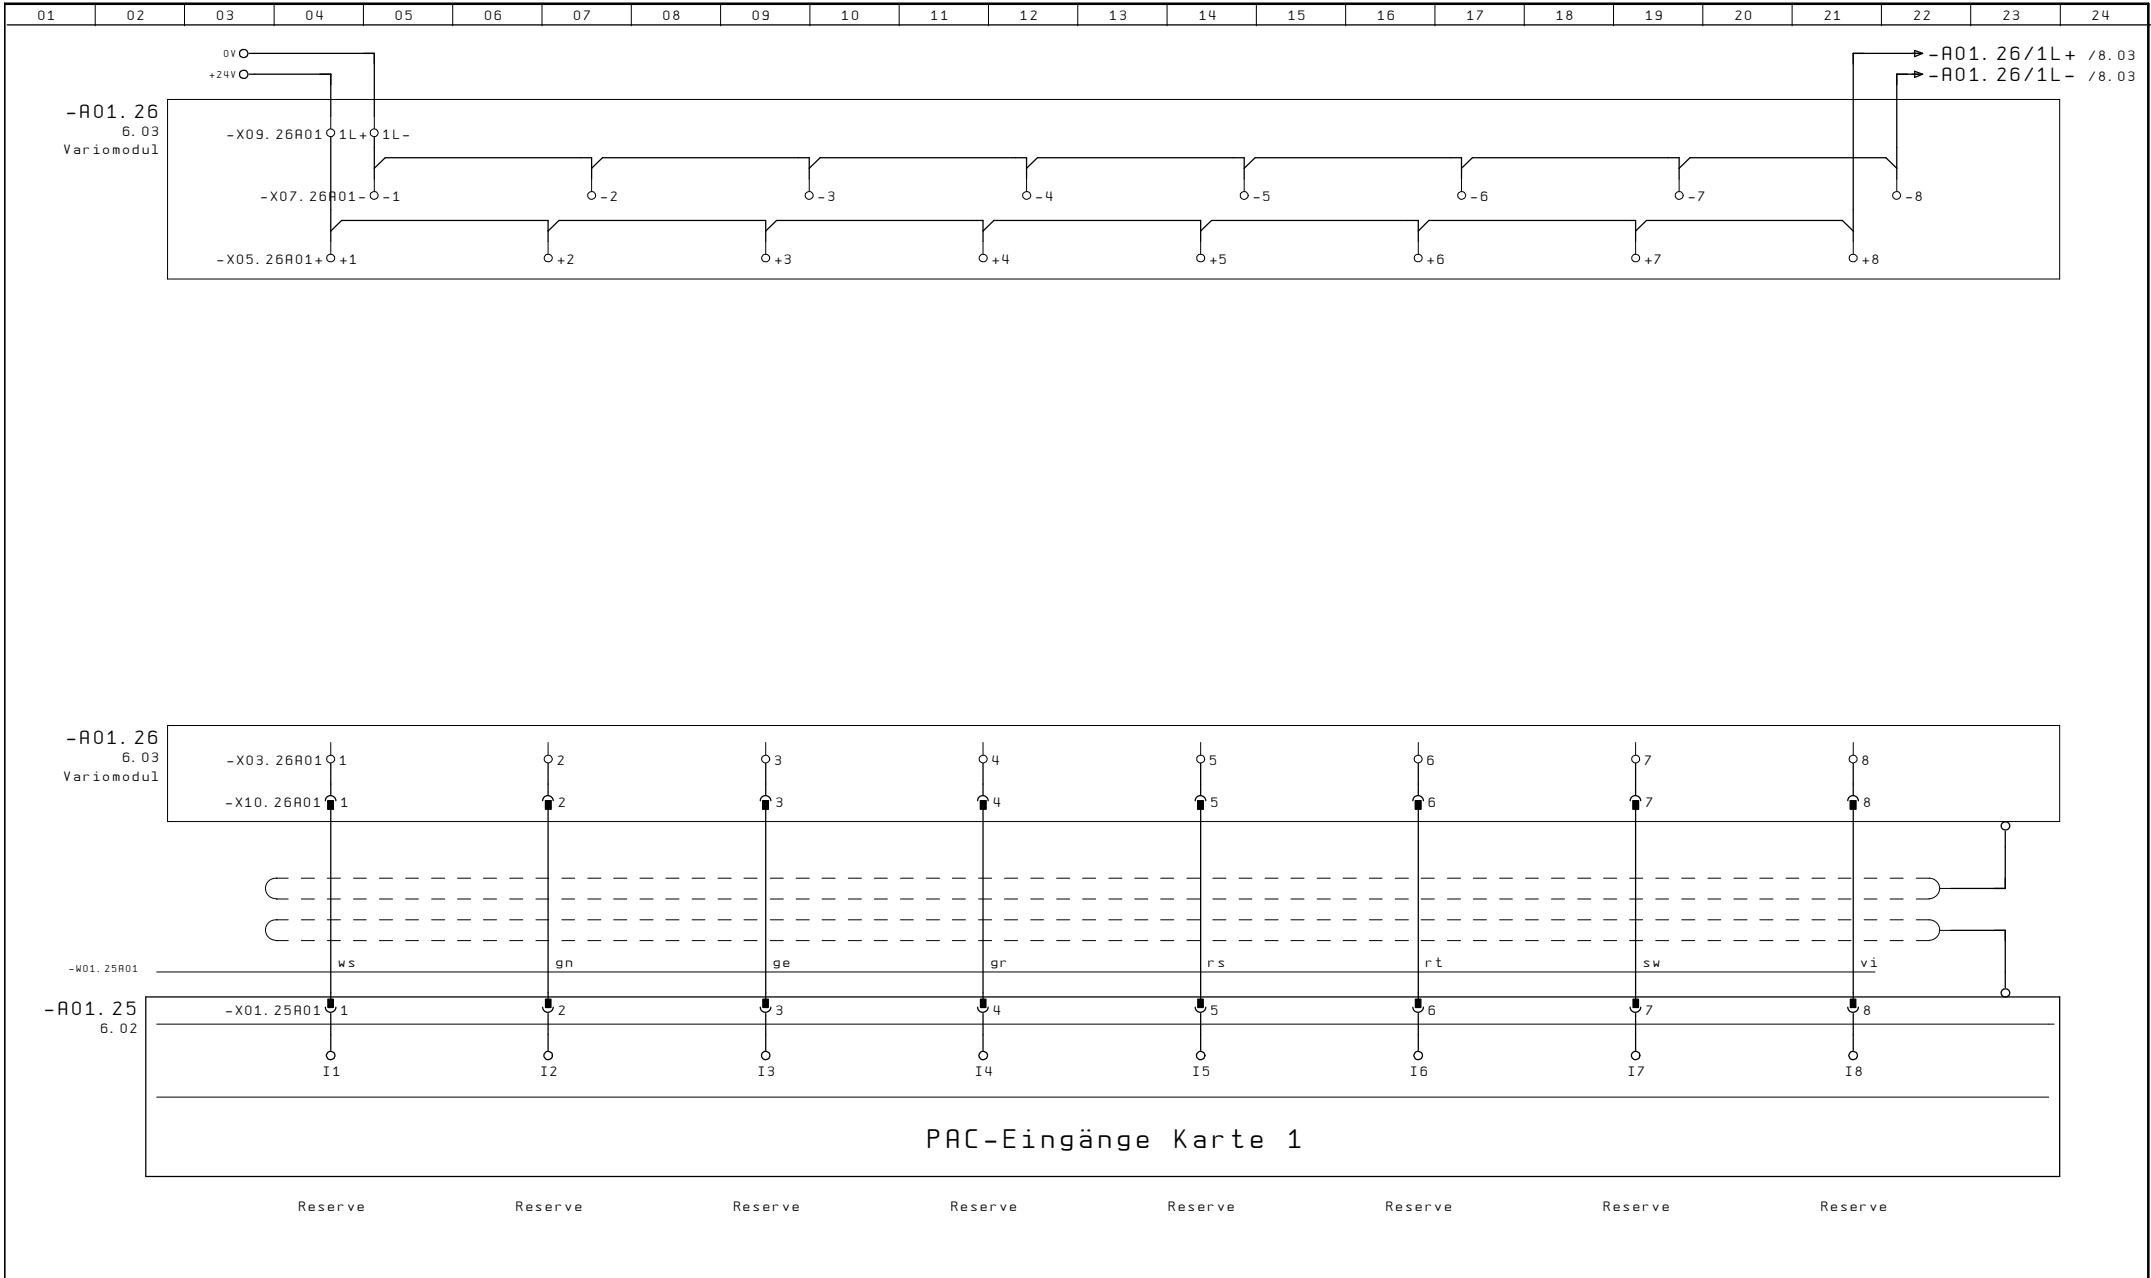 01 02 03 04 05 06 07 08 09 10 11 12 13 14 15 16 17 18 19 20 21 22 23 24
0V -A01.26/1L+ /8.03
+24V -A01.26/1L- /8.03
-A01.26
6.03
Variomodul
-X09.26A01 1L+ 1L-
-X07.26A01- -1 -2 -3 -4 -5 -6 -7 -8
-X05.26A01+ +1 +2 +3 +4 +5 +6 +7 +8
-A01.26
6.03
Variomodul
-X03.26A01 1 2 3 4 5 6 7 8
-X10.26A01 1 2 3 4 5 6 7 8
ws gn ge gr rs rt sw vi
-W01.25A01
-A01.25
6.02
-X01.25A01 1 2 3 4 5 6 7 8
I1 I2 I3 I4 I5 I6 I7 I8
PAC-Eingänge Karte 1
Reserve Reserve Reserve Reserve Reserve Reserve Reserve Reserve